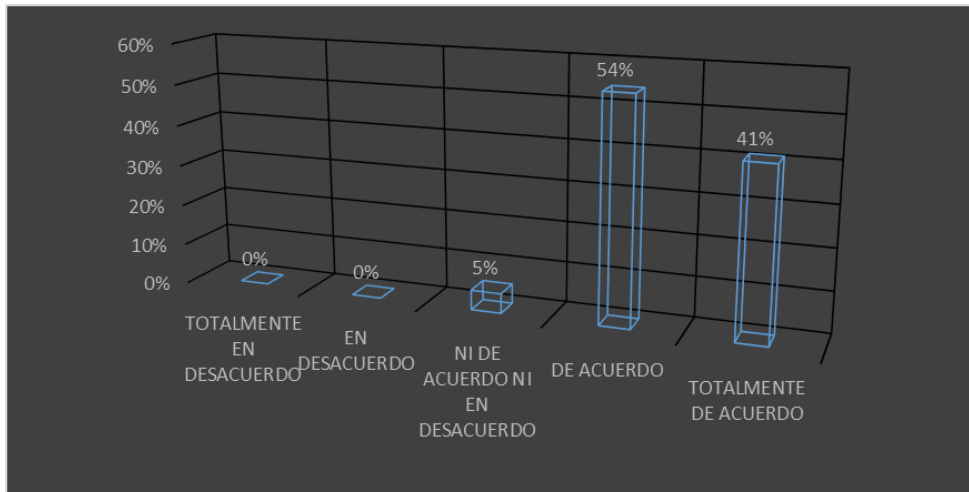 60%
50%
40%
30%
20%
10%
0%
0%
0%
5%
54%
41%
TOTALMENTE
EN
DESACUERDO
EN
DESACUERDO
NI DE
ACUERDO NI
EN
DESACUERDO
DE ACUERDO
TOTALMENTE
DE ACUERDO